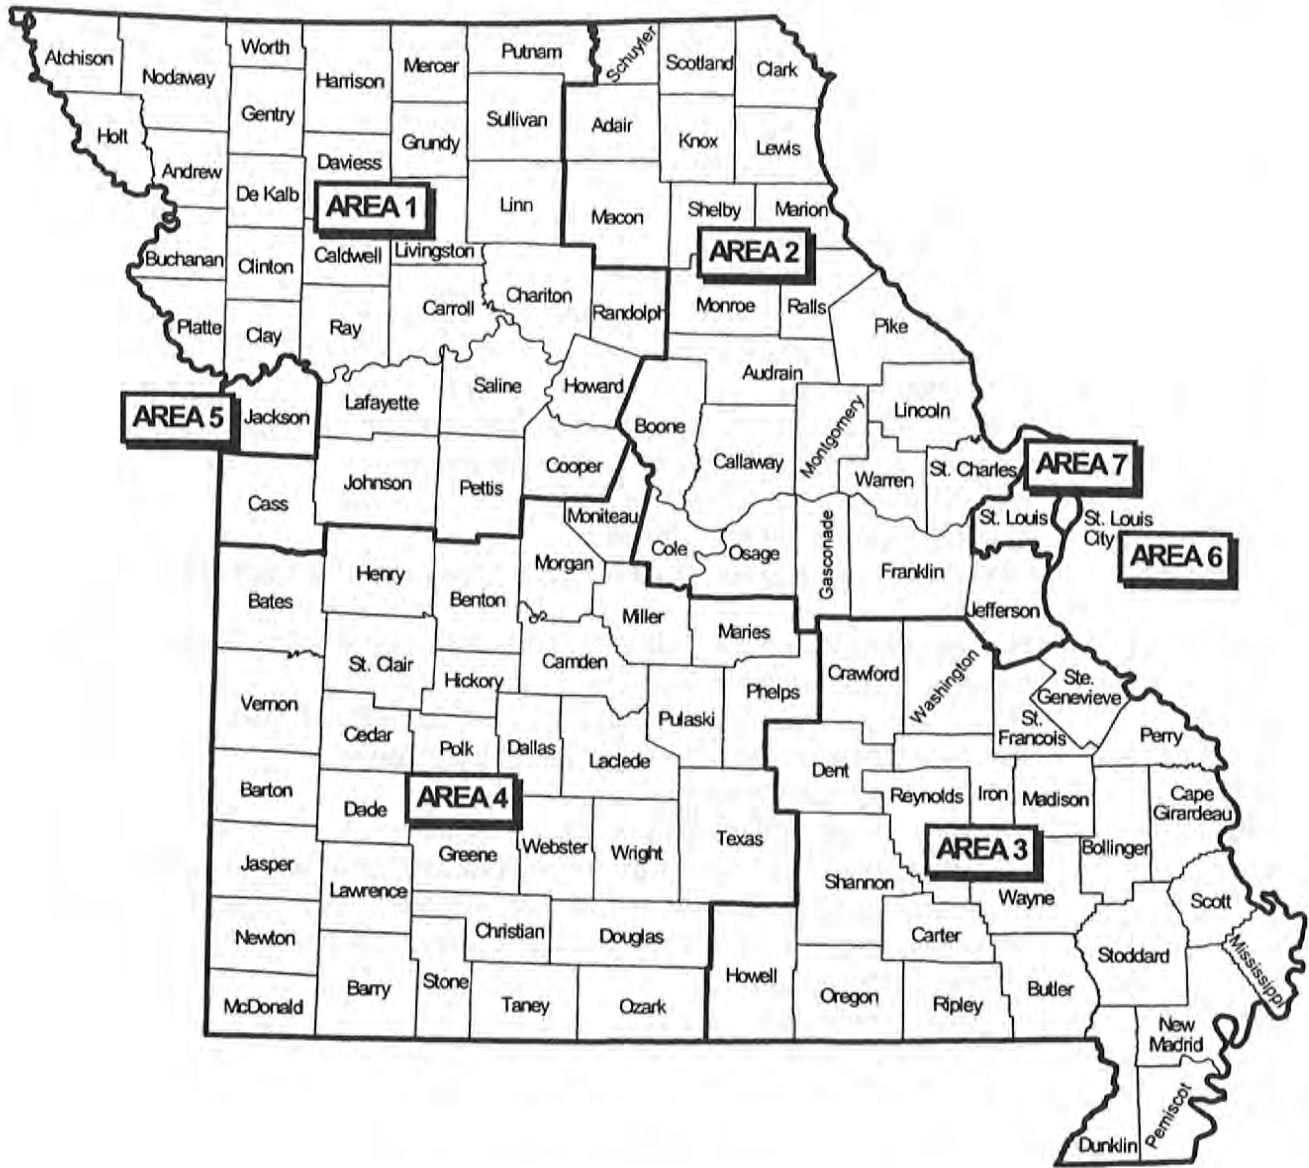 Atchison
Nodaway
Worth
Harrison
Mercer
Putnam
Schuyler
Scotland
Clark
Gentry
Sullivan
Adair
Knox
Lewis
Holt
Andrew
De Kalb
Daviess
Grundy
AREA 1
Linn
Macon
Shelby
Marion
AREA 2
Buchanan
Clinton
Caldwell
Livingston
Carroll
Chariton
Randolph
Monroe
Ralls
Pike
Platte
Clay
Ray
Saline
Howard
Audrain
AREA 5
Jackson
Lafayette
Boone
Lincoln
Callaway
Montgomery
Cass
Johnson
Pettis
Cooper
Warren
St. Charles
AREA 7
Moniteau
St. Louis
St. Louis
City
AREA 6
Bates
Henry
Benton
Morgan
Cole
Osage
Gasconade
Franklin
Jefferson
Miller
Maries
St. Clair
Camden
Crawford
Washington
Ste.
Genevieve
Vernon
Hickory
Phelps
Pulaski
St.
Francois
Perry
Cedar
Polk
Dallas
Laclede
Dent
Barton
Dade
AREA 4
Reynolds
Iron
Madison
Cape
Girardeau
Jasper
Greene
Webster
Wright
Texas
AREA 3
Bollinger
Lawrence
Shannon
Wayne
Scott
Newton
Christian
Douglas
Carter
Stoddard
Mississippi
McDonald
Barry
Stone
Taney
Ozark
Howell
Oregon
Ripley
Butler
New
Madrid
Dunklin
Pemiscot